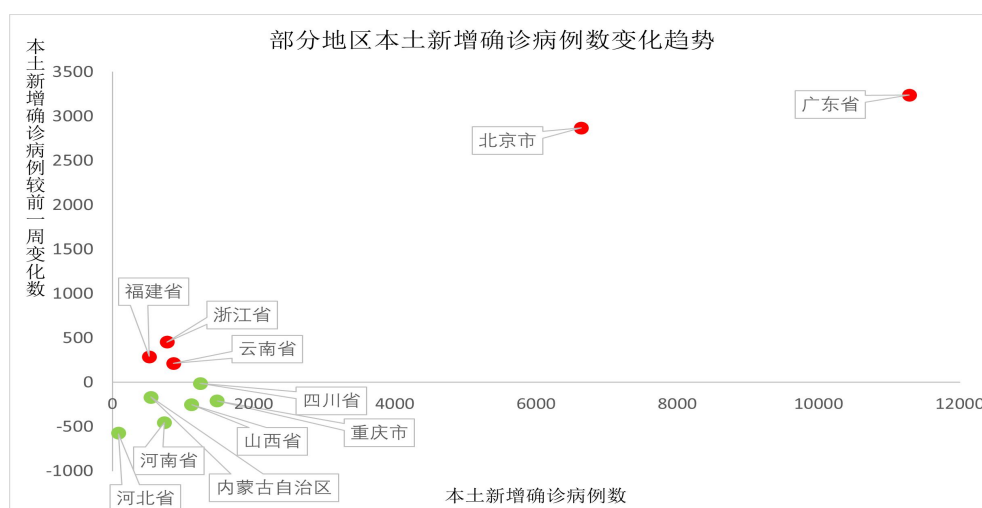 部分地区本土新增确诊病例数变化趋势
本土新增确诊病例较前一周变化数
3500
3000
2500
2000
1500
1000
500
0
-500
-1000
广东省
北京市
福建省
浙江省
云南省
0
2000
4000
6000
8000
10000
12000
四川省
重庆市
山西省
河南省
内蒙古自治区
河北省
本土新增确诊病例数